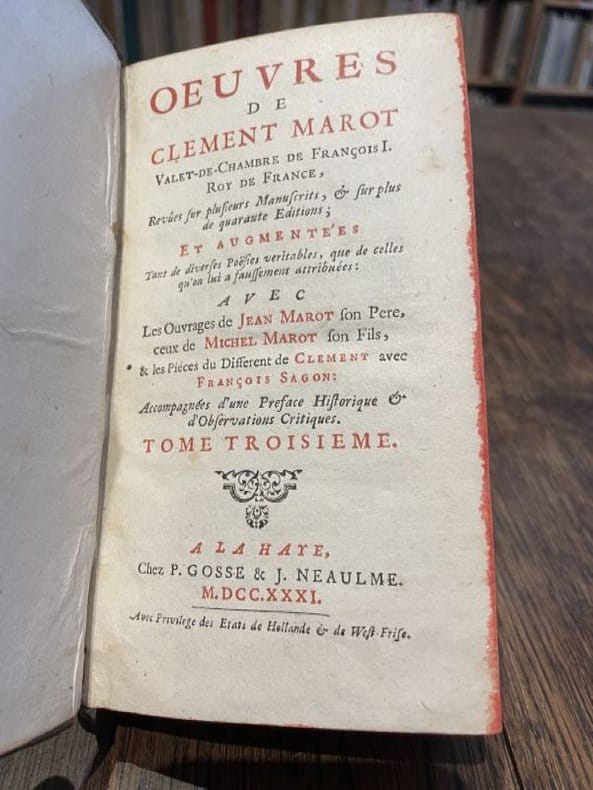 OEUVRES
DE
CLEMENT MAROT
VALET-DE-CHAMBRE DE FRANÇOIS I.
ROY DE FRANCE,
Revûes ſur pluſieurs Manuſcrits, & ſur plus
de quarante Editions;
ET AUGMENTE'ES
Tant de diverſes Poëſies veritables, que de celles
qu'on lui a fauſſement attribuées:
AVEC
Les Ouvrages de JEAN MAROT ſon Pere,
ceux de MICHEL MAROT ſon Fils,
& les Piéces du Different de CLEMENT avec
FRANÇOIS SAGON:
Accompagnées d'une Preface Hiſtorique &
d'Obſervations Critiques.
TOME TROISIEME.
A LA HAYE,
Chez P. GOSSE & J. NEAULME.
M.DCC.XXXI.
Avec Privilege des Etats de Hollande & de Weſt-Friſe.